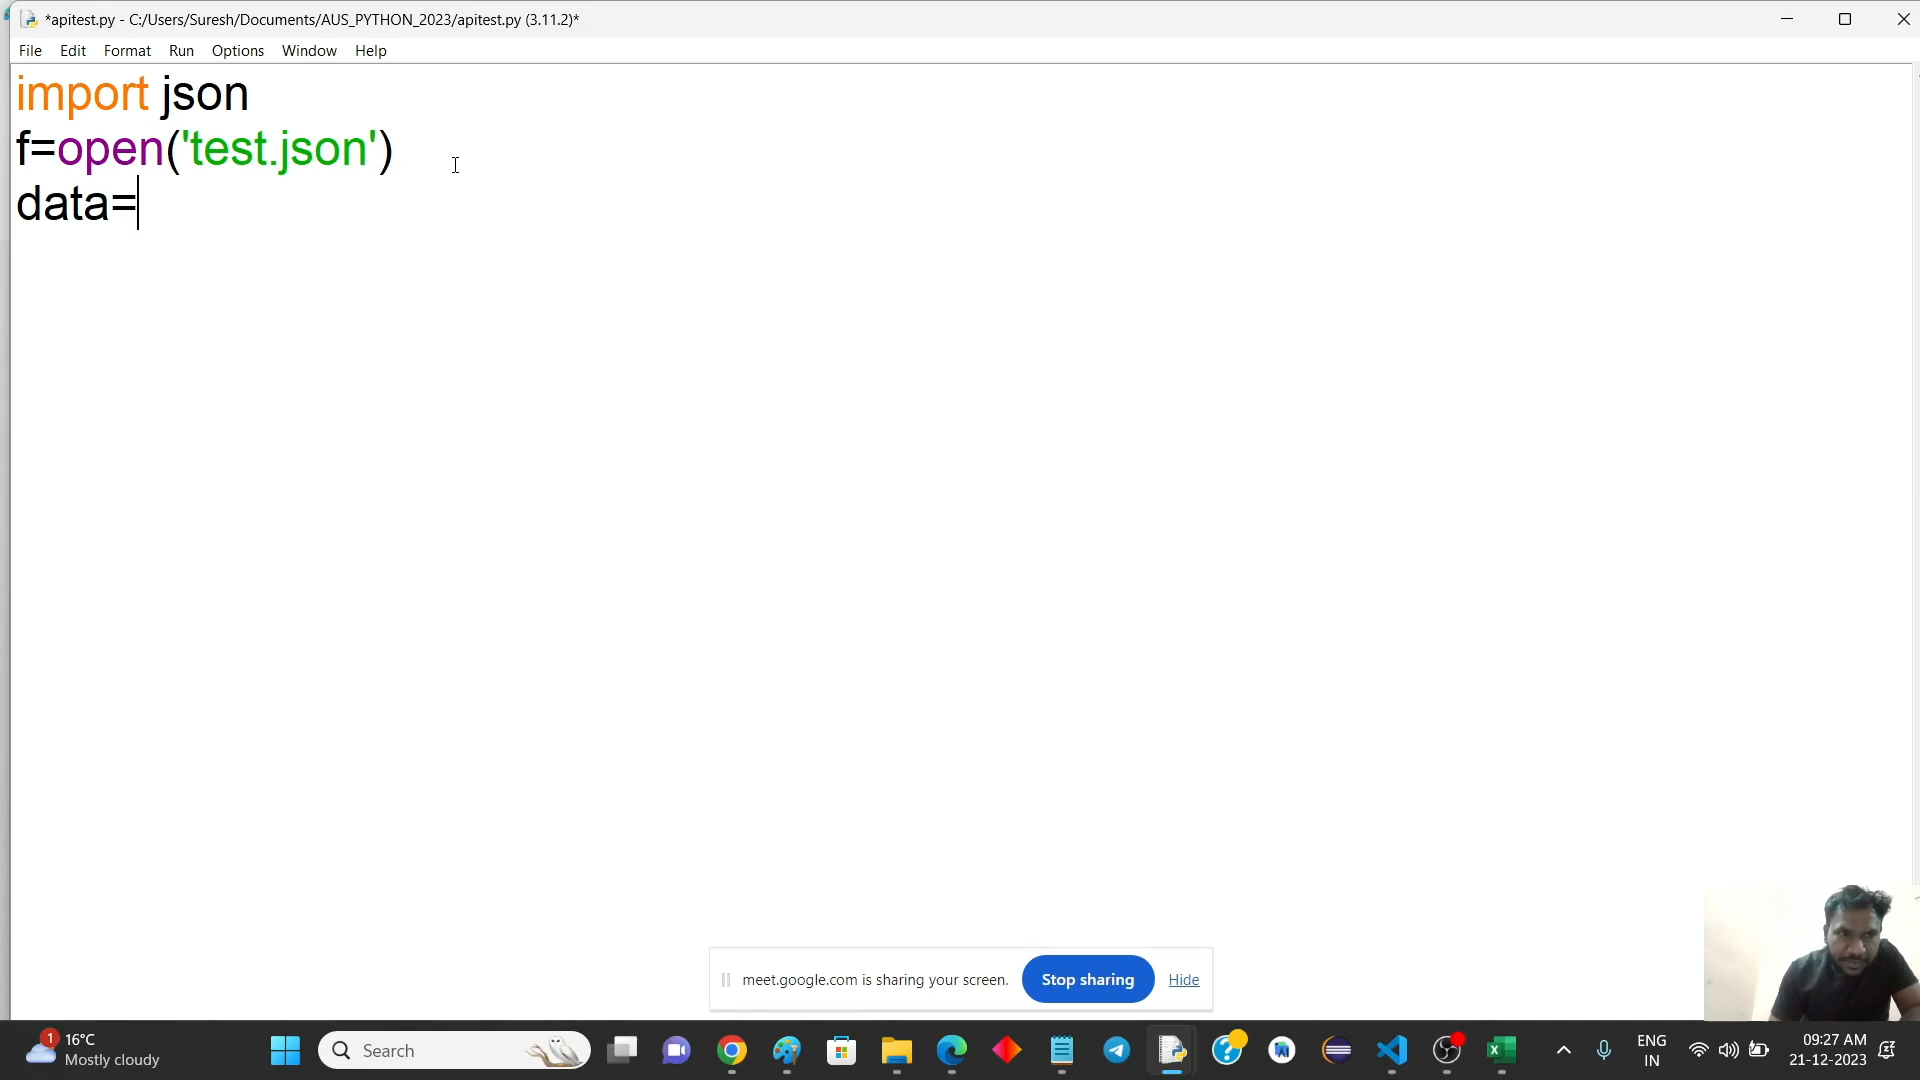 *apitest.py - C:/Users/Suresh/Documents/AUS_PYTHON_2023/apitest.py (3.11.2)*
File Edit Format Run Options Window Help
import json
f=open('test.json')
data=
meet.google.com is sharing your screen. Stop sharing Hide
1 16°C
Mostly cloudy
Search
ENG
IN
09:27 AM
21-12-2023